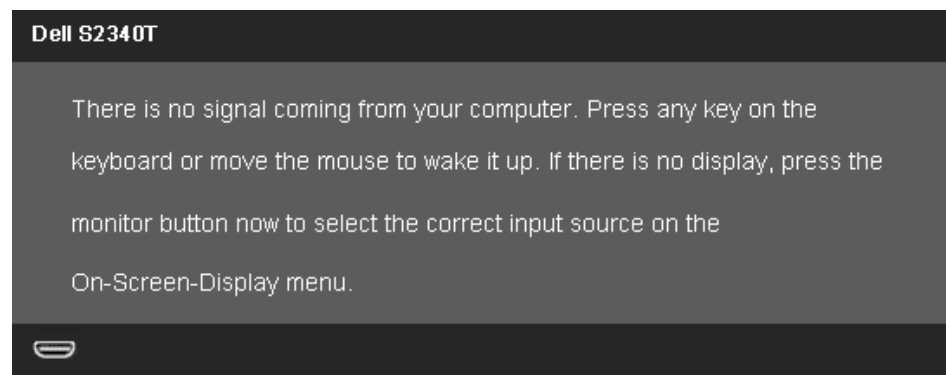 Dell S2340T
There is no signal coming from your computer. Press any key on the
keyboard or move the mouse to wake it up. If there is no display, press the
monitor button now to select the correct input source on the
On-Screen-Display menu.